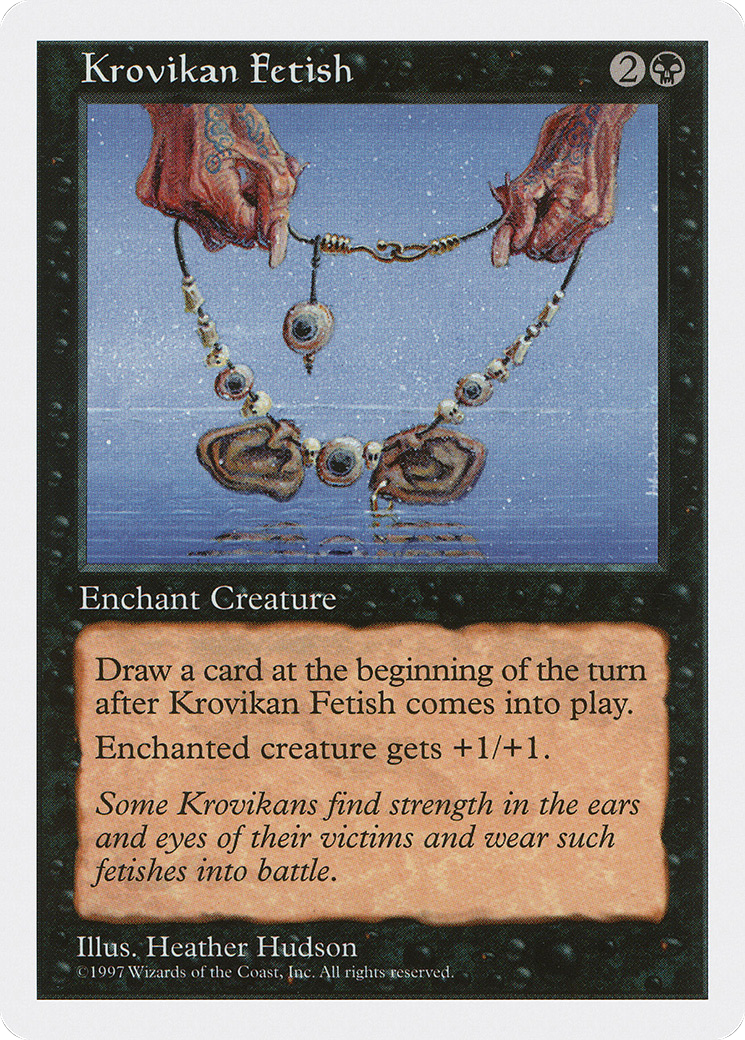 Krovikan Fetish 2
Enchant Creature
Draw a card at the beginning of the turn
after Krovikan Fetish comes into play.
Enchanted creature gets +1/+1.
Some Krovikans find strength in the ears
and eyes of their victims and wear such
fetishes into battle.
Illus. Heather Hudson
©1997 Wizards of the Coast, Inc. All rights reserved.